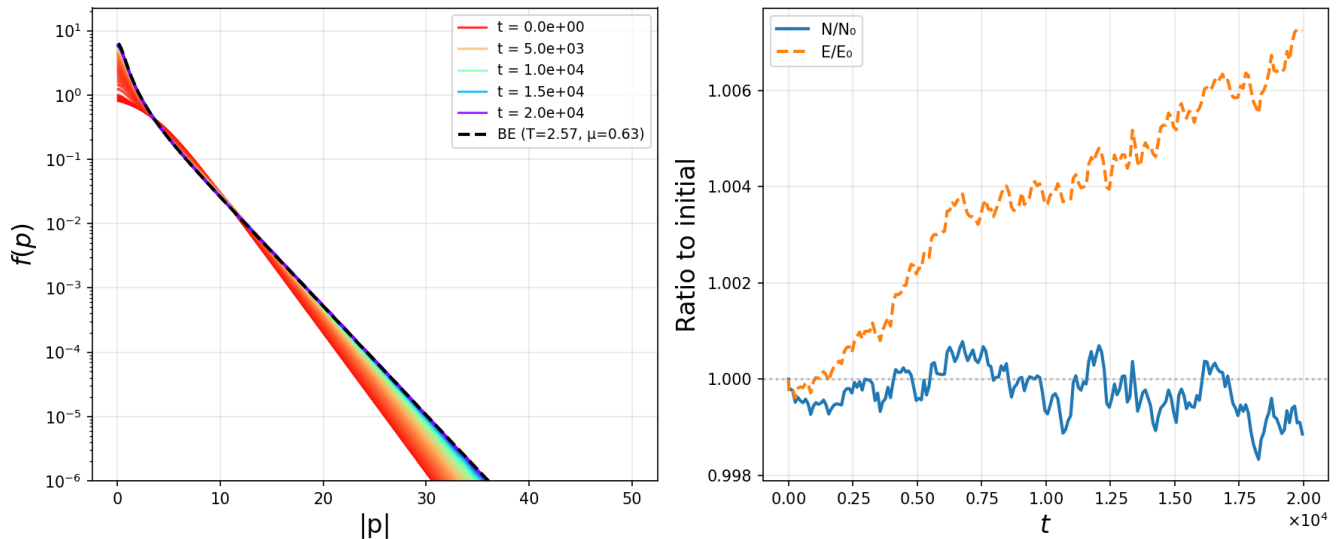 f(p)
10¹
10⁰
10⁻¹
10⁻²
10⁻³
10⁻⁴
10⁻⁵
10⁻⁶
t = 0.0e+00
t = 5.0e+03
t = 1.0e+04
t = 1.5e+04
t = 2.0e+04
BE (T=2.57, μ=0.63)
0 10 20 30 40 50
|p|
Ratio to initial
1.006
1.004
1.002
1.000
0.998
N/N₀
E/E₀
0.00 0.25 0.50 0.75 1.00 1.25 1.50 1.75 2.00
×10⁴
t